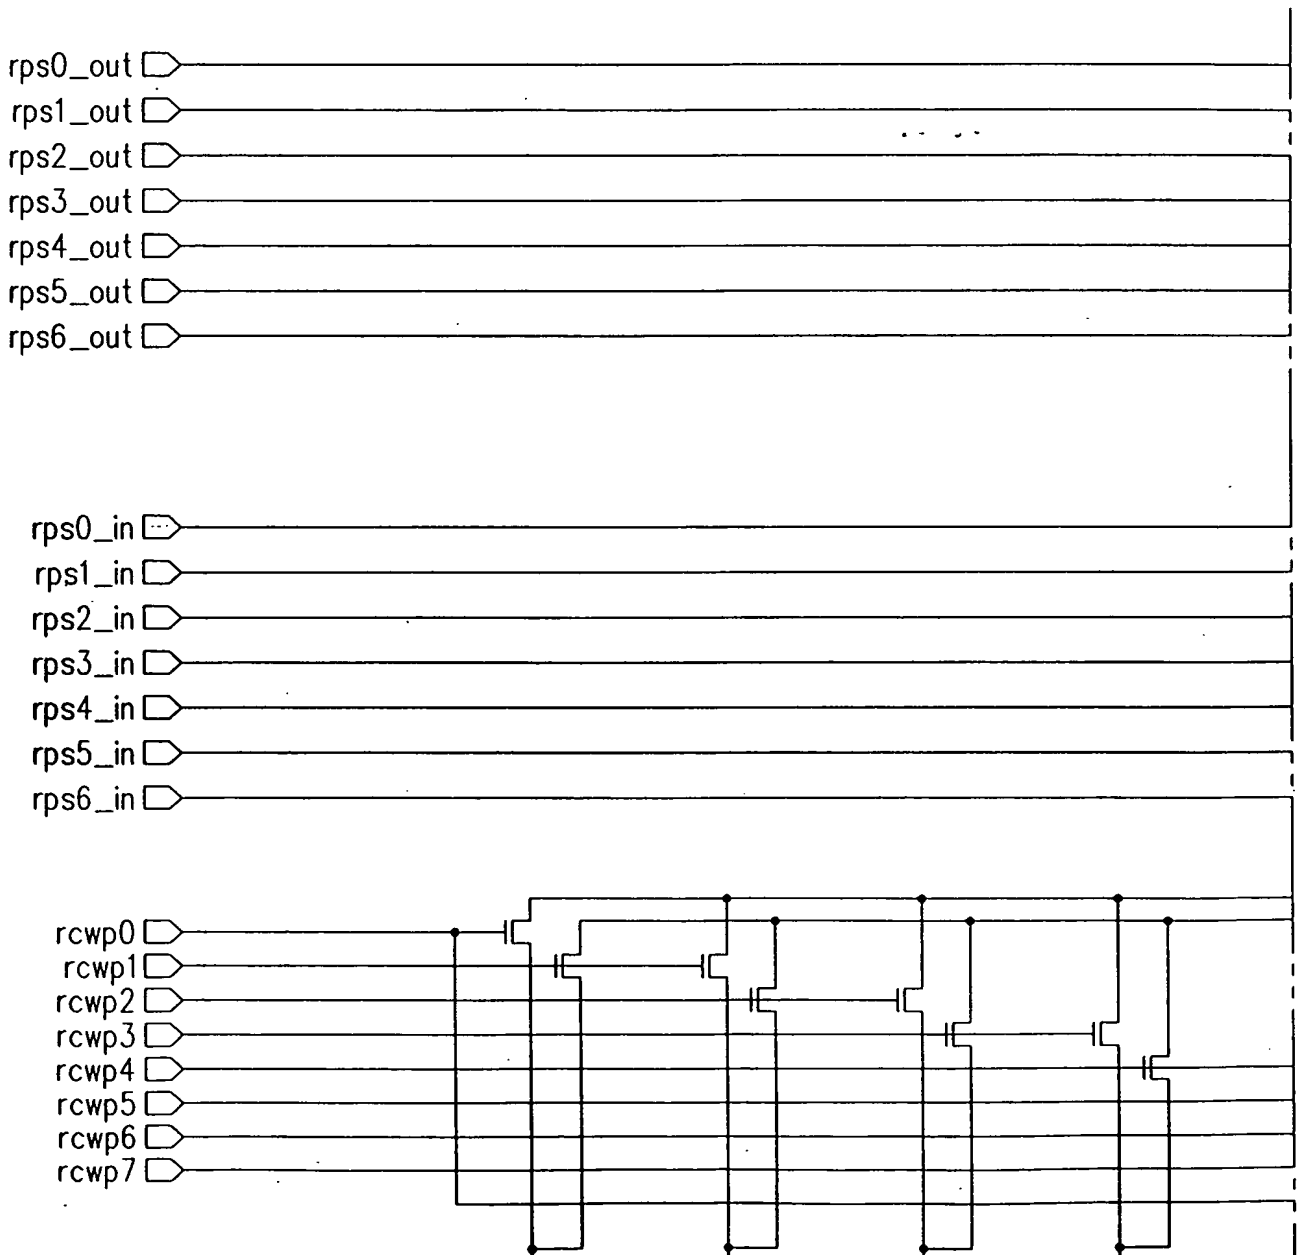 rps0_out
rps1_out
rps2_out
rps3_out
rps4_out
rps5_out
rps6_out
rps0_in
rps1_in
rps2_in
rps3_in
rps4_in
rps5_in
rps6_in
rcwp0
rcwp1
rcwp2
rcwp3
rcwp4
rcwp5
rcwp6
rcwp7